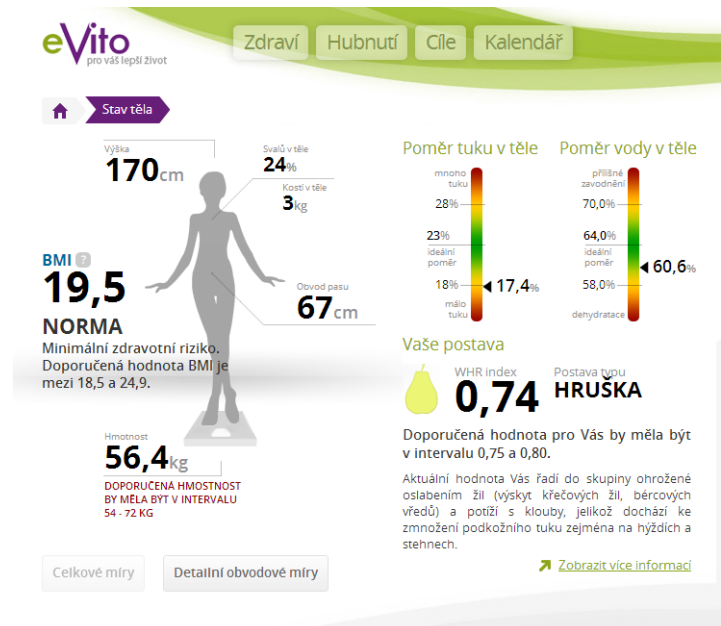 eVito
pro váš lepší život
Zdraví
Hubnutí
Cíle
Kalendář
Stav těla
Výška
170cm
Svalů v těle
24%
Kostí v těle
3kg
BMI ?
19,5
NORMA
Minimální zdravotní riziko.
Doporučená hodnota BMI je
mezi 18,5 a 24,9.
Obvod pasu
67cm
Hmotnost
56,4kg
DOPORUČENÁ HMOSTNOST
BY MĚLA BÝT V INTERVALU
54 - 72 KG
Celkové míry
Detailní obvodové míry
Poměr tuku v těle
mnoho
tuku
28%
23%
ideální
poměr
18%
17,4%
málo
tuku
Poměr vody v těle
přílišné
zavodnění
70,0%
64,0%
ideální
poměr
60,6%
58,0%
dehydratace
Vaše postava
WHR index
0,74
Postava typu
HRUŠKA
Doporučená hodnota pro Vás by měla být
v intervalu 0,75 a 0,80.
Aktuální hodnota Vás řadí do skupiny ohrožené
oslabením žil (výskyt křečových žil, bércových
vředů) a potíží s klouby, jelikož dochází ke
zmnožení podkožního tuku zejména na hýždích a
stehnech.
Zobrazit více informací